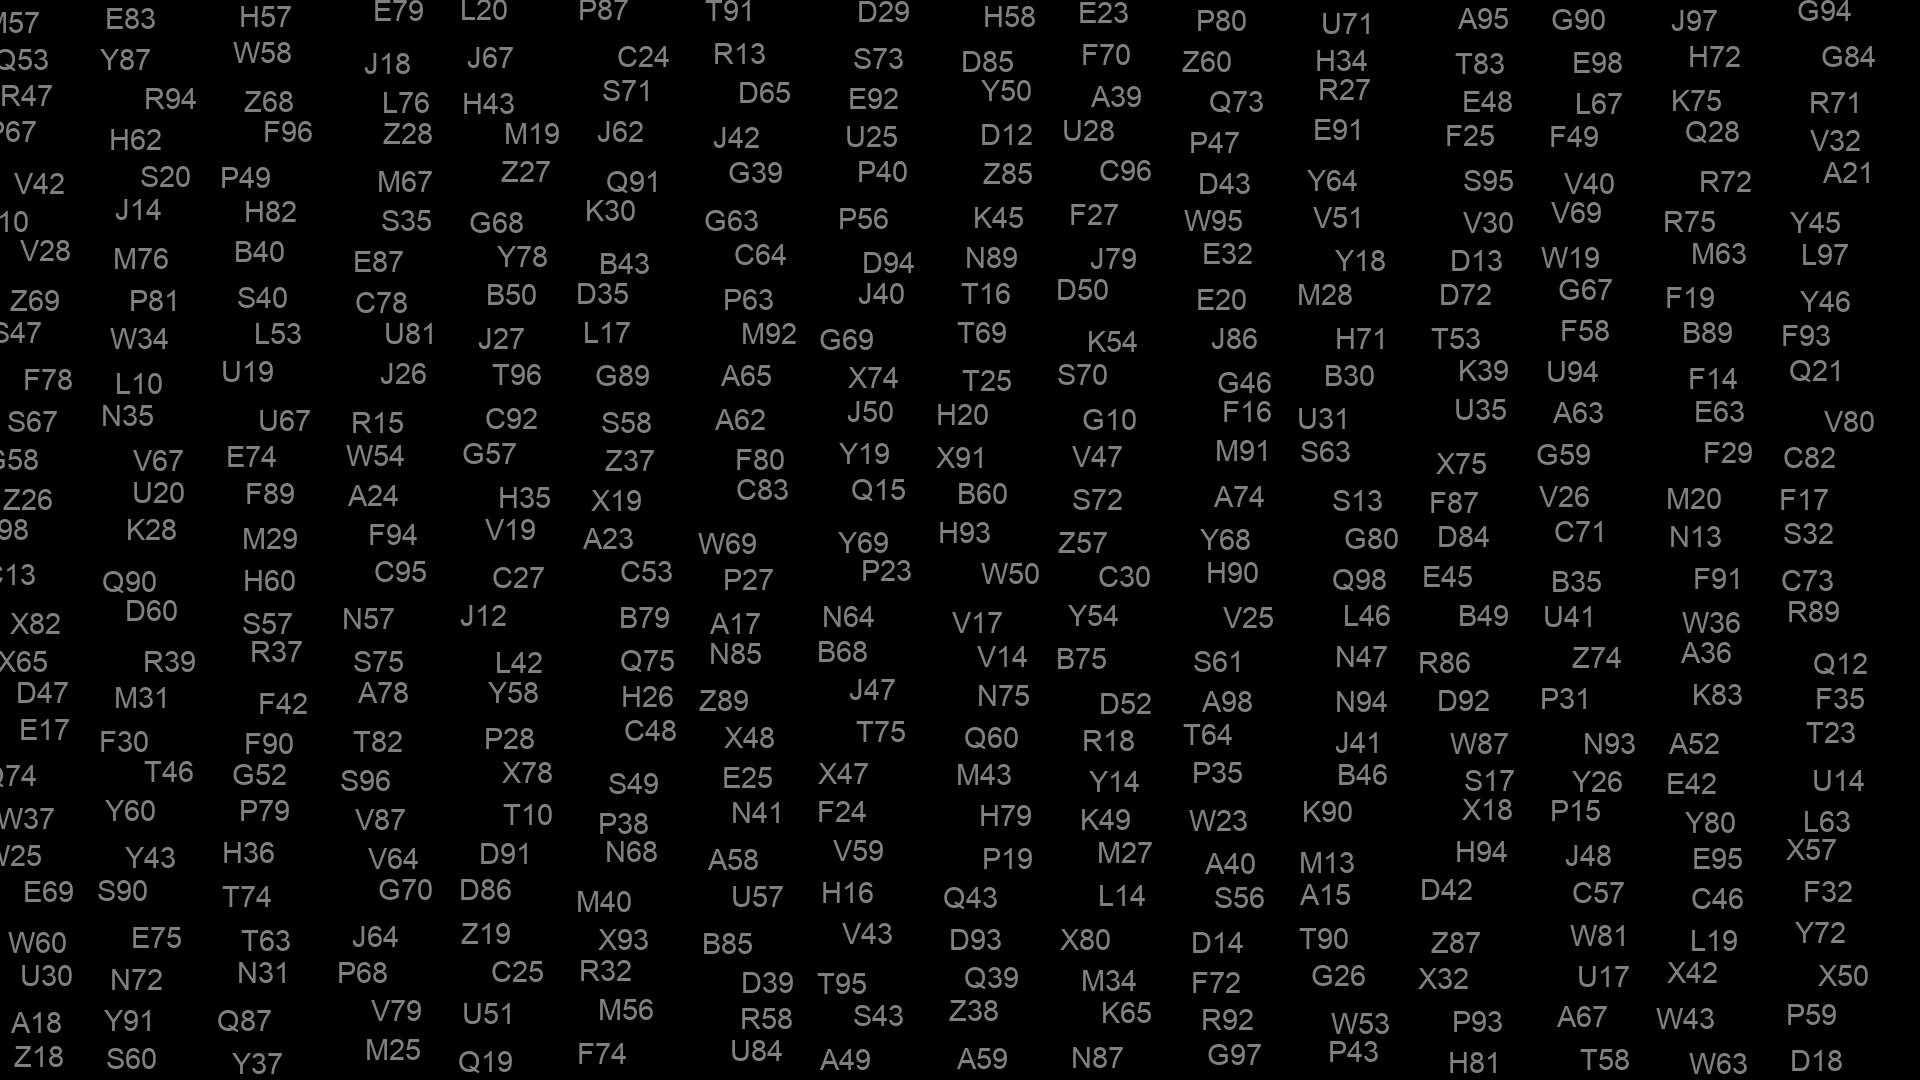 E83 H57 E79 L20 P87 T91 D29 H58 E23 P80 U71 A95 G90 J97 G94
Q53 Y87 W58 J18 J67 C24 R13 S73 D85 F70 Z60 H34 T83 E98 H72 G84
R47 R94 Z68 L76 H43 S71 D65 E92 Y50 A39 Q73 R27 E48 L67 K75 R71
H62 F96 Z28 M19 J62 J42 U25 D12 U28 P47 E91 F25 F49 Q28 V32
V42 S20 P49 M67 Z27 Q91 G39 P40 Z85 C96 D43 Y64 S95 V40 R72 A21
10 J14 H82 S35 G68 K30 G63 P56 K45 F27 W95 V51 V30 V69 R75 Y45
V28 M76 B40 E87 Y78 B43 C64 D94 N89 J79 E32 Y18 D13 W19 M63 L97
Z69 P81 S40 C78 B50 D35 P63 J40 T16 D50 E20 M28 D72 G67 F19 Y46
S47 W34 L53 U81 J27 L17 M92 G69 T69 K54 J86 H71 T53 F58 B89 F93
F78 L10 U19 J26 T96 G89 A65 X74 T25 S70 G46 B30 K39 U94 F14 Q21
S67 N35 U67 R15 C92 S58 A62 J50 H20 G10 F16 U31 U35 A63 E63 V80
G58 V67 E74 W54 G57 Z37 F80 Y19 X91 V47 M91 S63 X75 G59 F29 C82
Z26 U20 F89 A24 H35 X19 C83 Q15 B60 S72 A74 S13 F87 V26 M20 F17
98 K28 M29 F94 V19 A23 W69 Y69 H93 Z57 Y68 G80 D84 C71 N13 S32
Q90 H60 C95 C27 C53 P27 P23 W50 C30 H90 Q98 E45 B35 F91 C73
X82 D60 S57 N57 J12 B79 A17 N64 V17 Y54 V25 L46 B49 U41 W36 R89
X65 R39 R37 S75 L42 Q75 N85 B68 V14 B75 S61 N47 R86 Z74 A36 Q12
D47 M31 F42 A78 Y58 H26 Z89 J47 N75 D52 A98 N94 D92 P31 K83 F35
E17 F30 F90 T82 P28 C48 X48 T75 Q60 R18 T64 J41 W87 N93 A52 T23
Q74 T46 G52 S96 X78 S49 E25 X47 M43 Y14 P35 B46 S17 Y26 E42 U14
W37 Y60 P79 V87 T10 P38 N41 F24 H79 K49 W23 K90 X18 P15 Y80 L63
Y43 H36 V64 D91 N68 A58 V59 P19 M27 A40 M13 H94 J48 E95 X57
E69 S90 T74 G70 D86 M40 U57 H16 Q43 L14 S56 A15 D42 C57 C46 F32
W60 E75 T63 J64 Z19 X93 B85 V43 D93 X80 D14 T90 Z87 W81 L19 Y72
U30 N72 N31 P68 C25 R32 D39 T95 Q39 M34 F72 G26 X32 U17 X42 X50
A18 Y91 Q87 V79 U51 M56 R58 S43 Z38 K65 R92 W53 P93 A67 W43 P59
Z18 S60 Y37 M25 Q19 F74 U84 A49 A59 N87 G97 P43 H81 T58 W63 D18